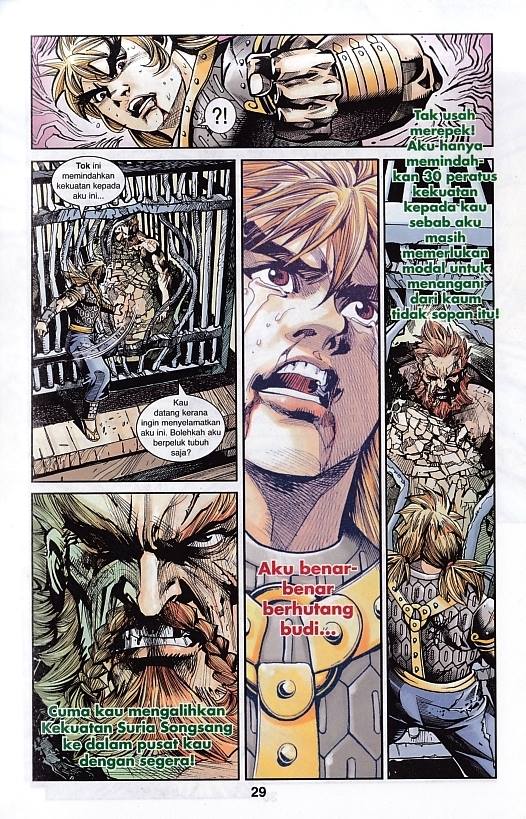 ?!
Tok ini
memindahkan
kekuatan kepada
aku ini...
Kau
datang kerana
ingin menyelamatkan
aku ini. Bolehkah aku
berpeluk tubuh
saja?
Cuma kau mengalihkan
Kekuatan Suria Songsang
ke dalam pusat kau
dengan segera!
Aku benar-
benar
berhutang
budi...
Tak usah
merepek!
Aku hanya
memindah-
kan 30 peratus
kekuatan
kepada kau
sebab aku
masih
memerlukan
modal untuk
menangani
dari kaum
tidak sopan itu!
29